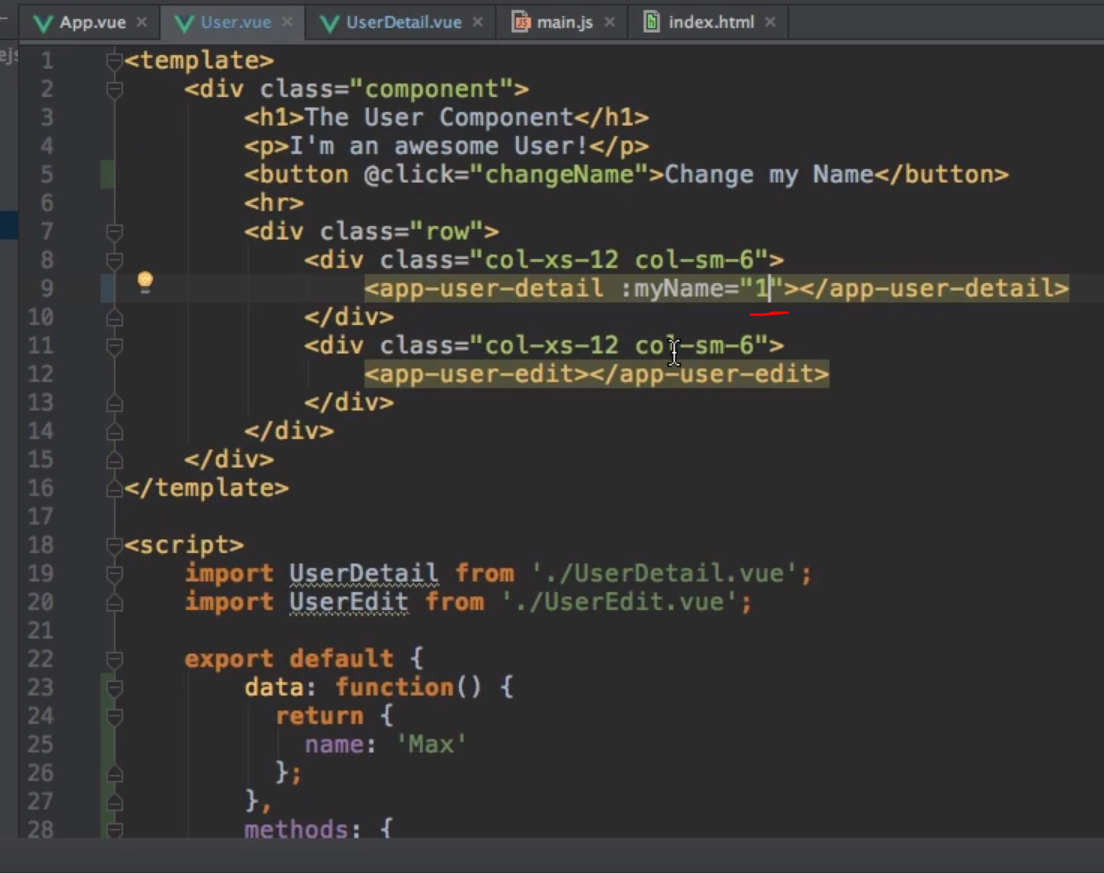 App.vue × User.vue × UserDetail.vue × main.js × index.html ×
1 <template>
2 <div class="component">
3 <h1>The User Component</h1>
4 <p>I'm an awesome User!</p>
5 <button @click="changeName">Change my Name</button>
6 <hr>
7 <div class="row">
8 <div class="col-xs-12 col-sm-6">
9 <app-user-detail :myName="1"></app-user-detail>
10 </div>
11 <div class="col-xs-12 col-sm-6">
12 <app-user-edit></app-user-edit>
13 </div>
14 </div>
15 </div>
16 </template>
17
18 <script>
19 import UserDetail from './UserDetail.vue';
20 import UserEdit from './UserEdit.vue';
21
22 export default {
23 data: function() {
24 return {
25 name: 'Max'
26 };
27 },
28 methods: {